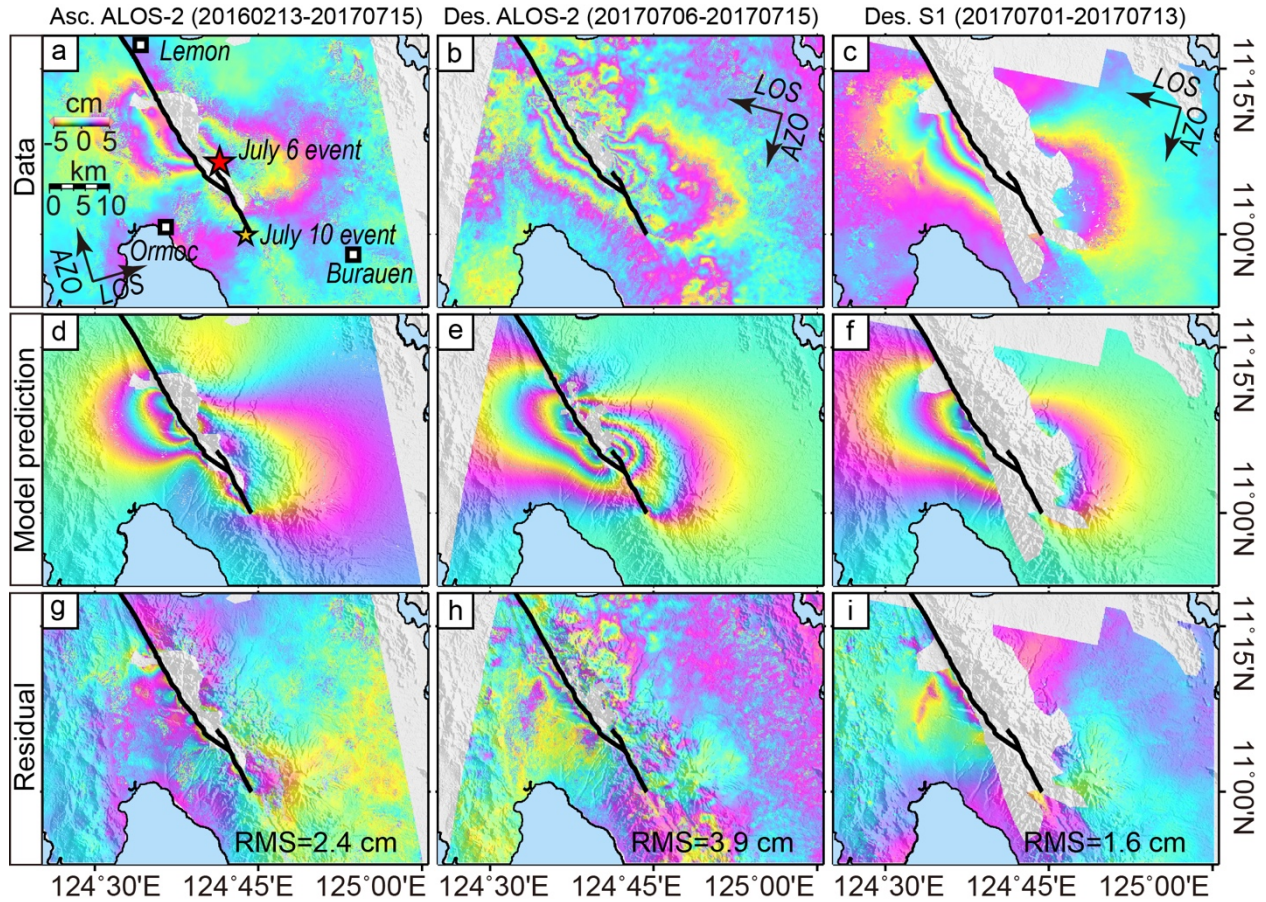 Asc. ALOS-2 (20160213-20170715)
Des. ALOS-2 (20170706-20170715)
Des. S1 (20170701-20170713)
Data
a
Lemon
cm
-5 0 5
km
0 5 10
July 6 event
July 10 event
Ormoc
Burauen
AZO
LOS
b
LOS
AZO
c
LOS
AZO
11°15'N
11°00'N
Model prediction
d
e
f
11°15'N
11°00'N
Residual
g
RMS=2.4 cm
h
RMS=3.9 cm
i
RMS=1.6 cm
11°15'N
11°00'N
124°30'E 124°45'E 125°00'E
124°30'E 124°45'E 125°00'E
124°30'E 124°45'E 125°00'E